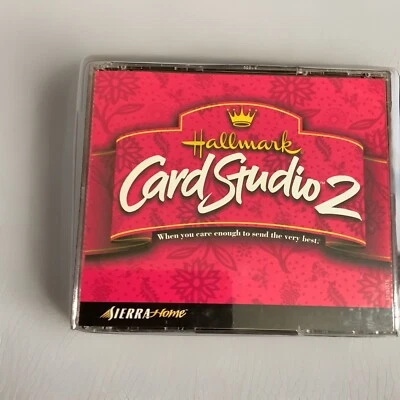 Hallmark
Card Studio 2
When you care enough to send the very best.
SIERRA Home